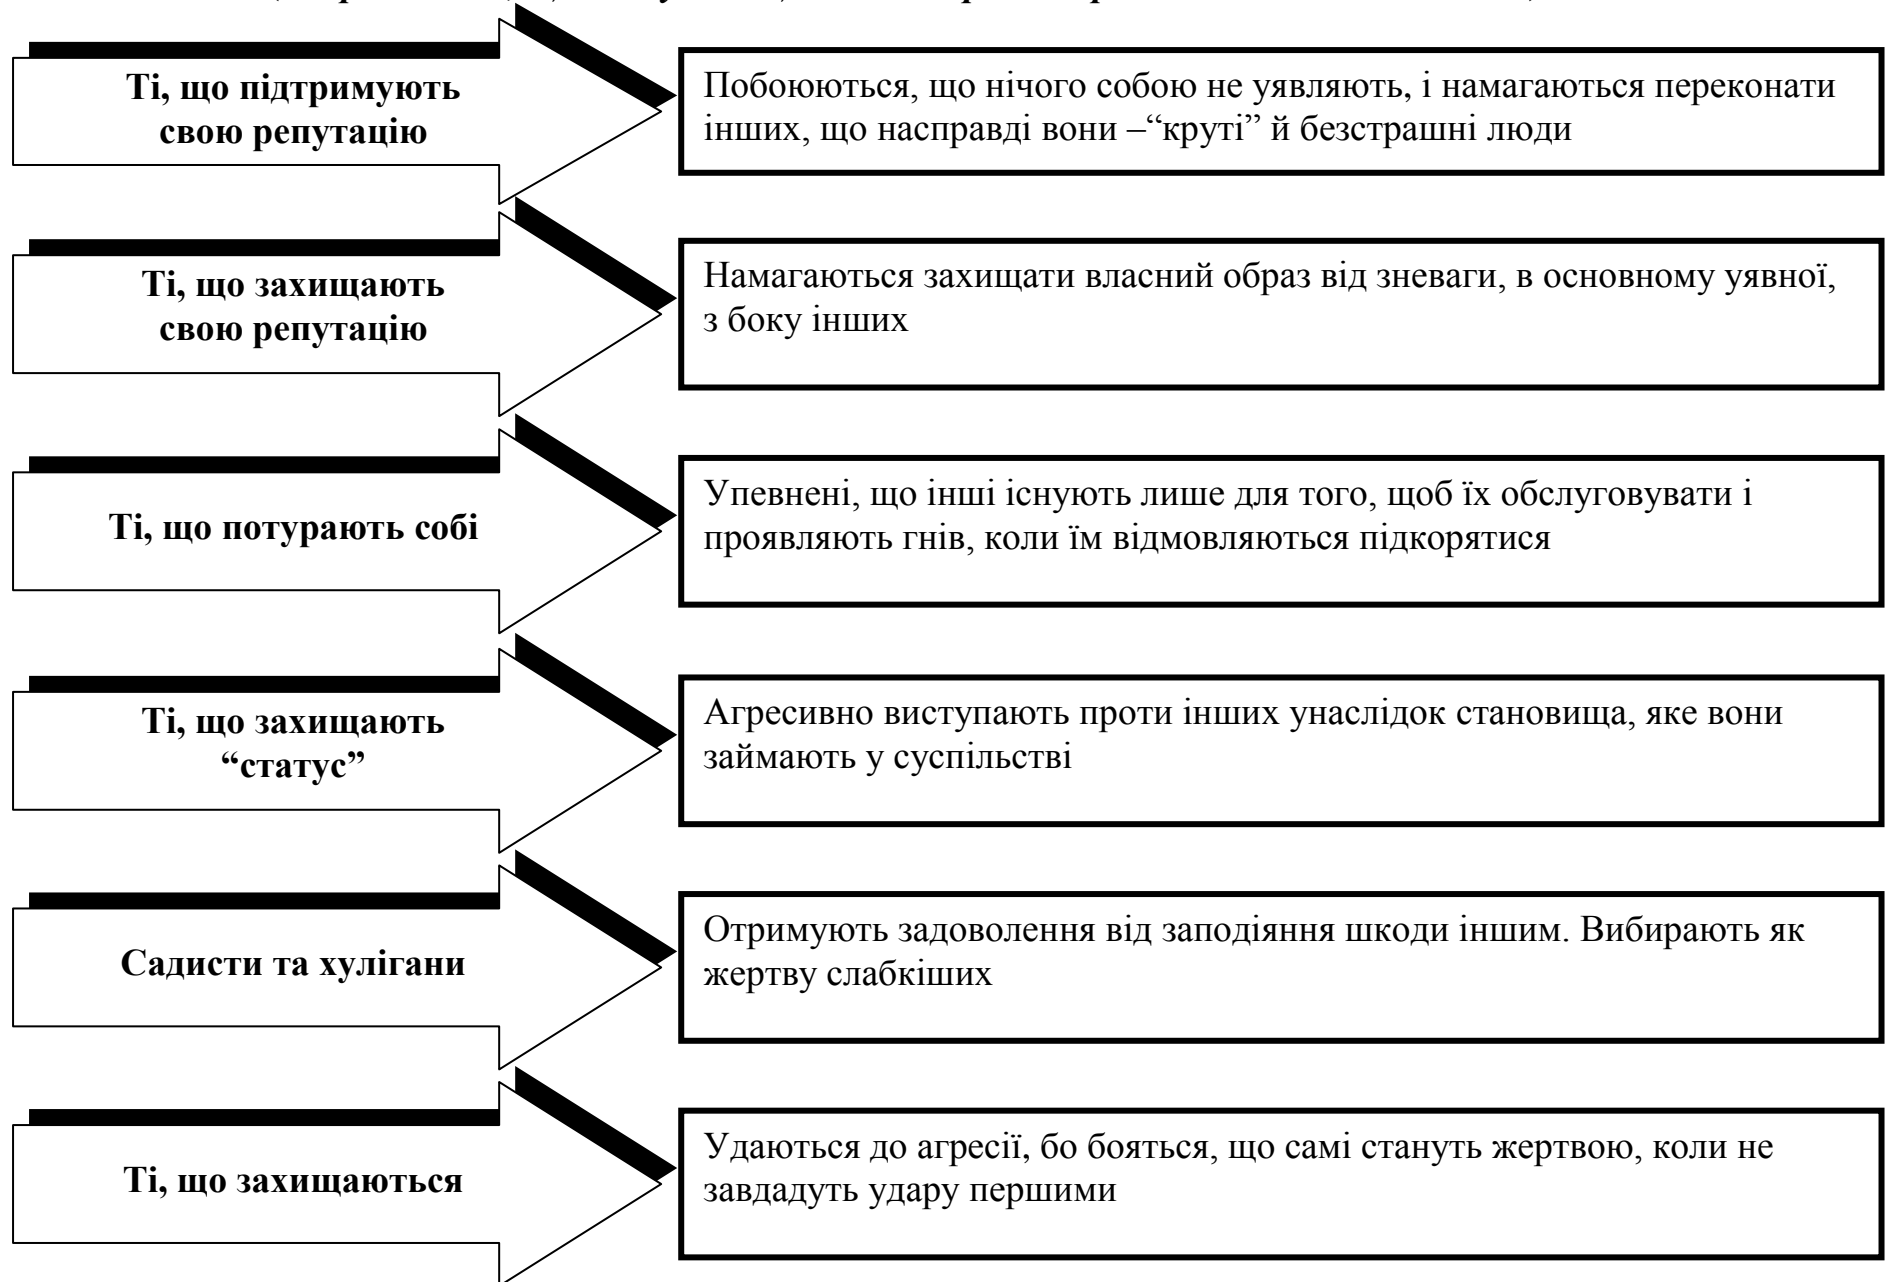 Ті, що підтримують
свою репутацію
Побоюються, що нічого собою не уявляють, і намагаються переконати
інших, що насправді вони –“круті” й безстрашні люди
Ті, що захищають
свою репутацію
Намагаються захищати власний образ від зневаги, в основному уявної,
з боку інших
Ті, що потурають собі
Упевнені, що інші існують лише для того, щоб їх обслуговувати і
проявляють гнів, коли їм відмовляються підкорятися
Ті, що захищають
“статус”
Агресивно виступають проти інших унаслідок становища, яке вони
займають у суспільстві
Садисти та хулігани
Отримують задоволення від заподіяння шкоди іншим. Вибирають як
жертву слабкіших
Ті, що захищаються
Удаються до агресії, бо бояться, що самі стануть жертвою, коли не
завдадуть удару першими